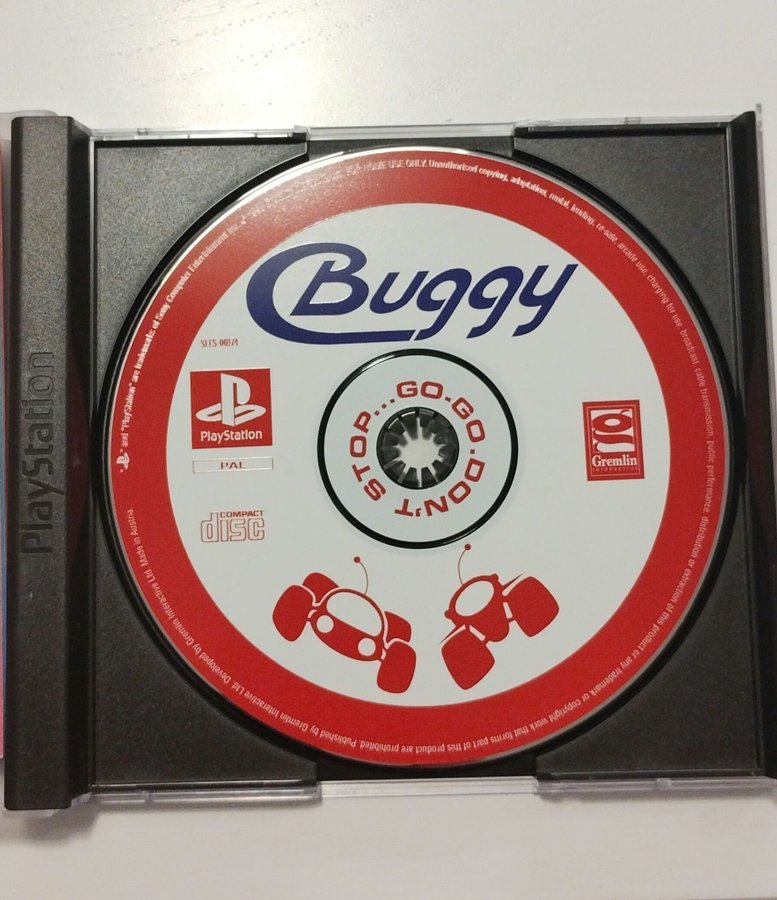 PlayStation
Buggy
SLES-00174
PlayStation
PAL
COMPACT
disc
Gremlin
INTERACTIVE
GO-GO-DON'T STOP...
" and "PlayStation" are trademarks of Sony Computer Entertainment Inc.
FOR HOME USE ONLY. Unauthorised copying, adaptation, rental, lending, re-sale, arcade use, charging for use, broadcast, cable transmission, public performance, distribution or extraction of this product or any trademark or copyright work that forms part of this product are prohibited. Published by Gremlin Interactive Ltd. Developed by Gremlin Interactive Ltd. Made in Austria.